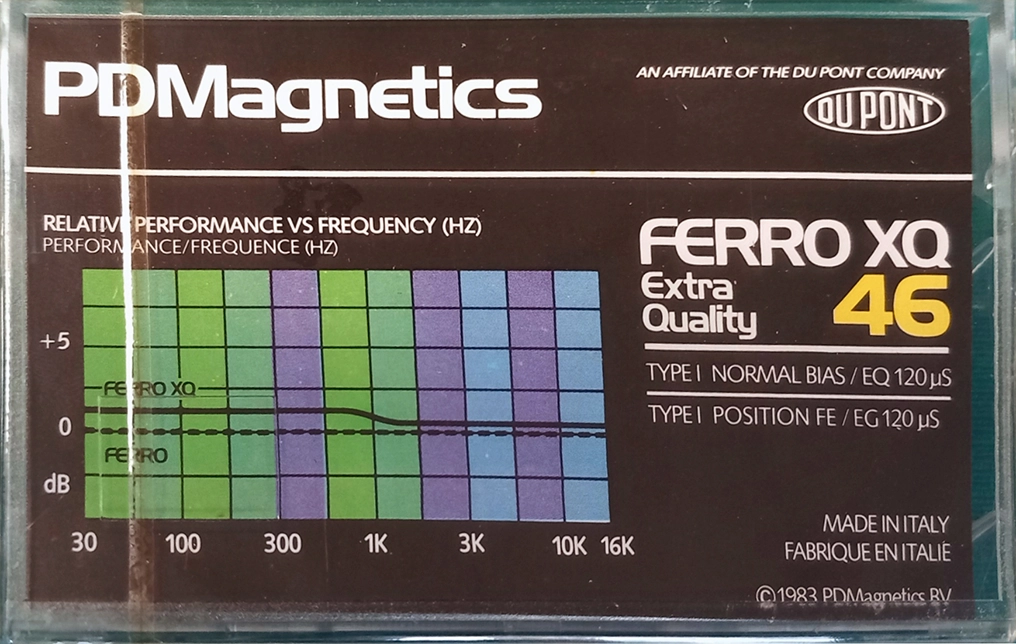 PDMagnetics
AN AFFILIATE OF THE DU PONT COMPANY
DU PONT
RELATIVE PERFORMANCE VS FREQUENCY (HZ)
PERFORMANCE/FREQUENCE (HZ)
+5
0
dB
FERRO XQ
FERRO
30 100 300 1K 3K 10K 16K
FERRO XQ
Extra
Quality
46
TYPE I NORMAL BIAS / EQ 120 µS
TYPE I POSITION FE / EG 120 µS
MADE IN ITALY
FABRIQUE EN ITALIE
©1983 PDMagnetics BV